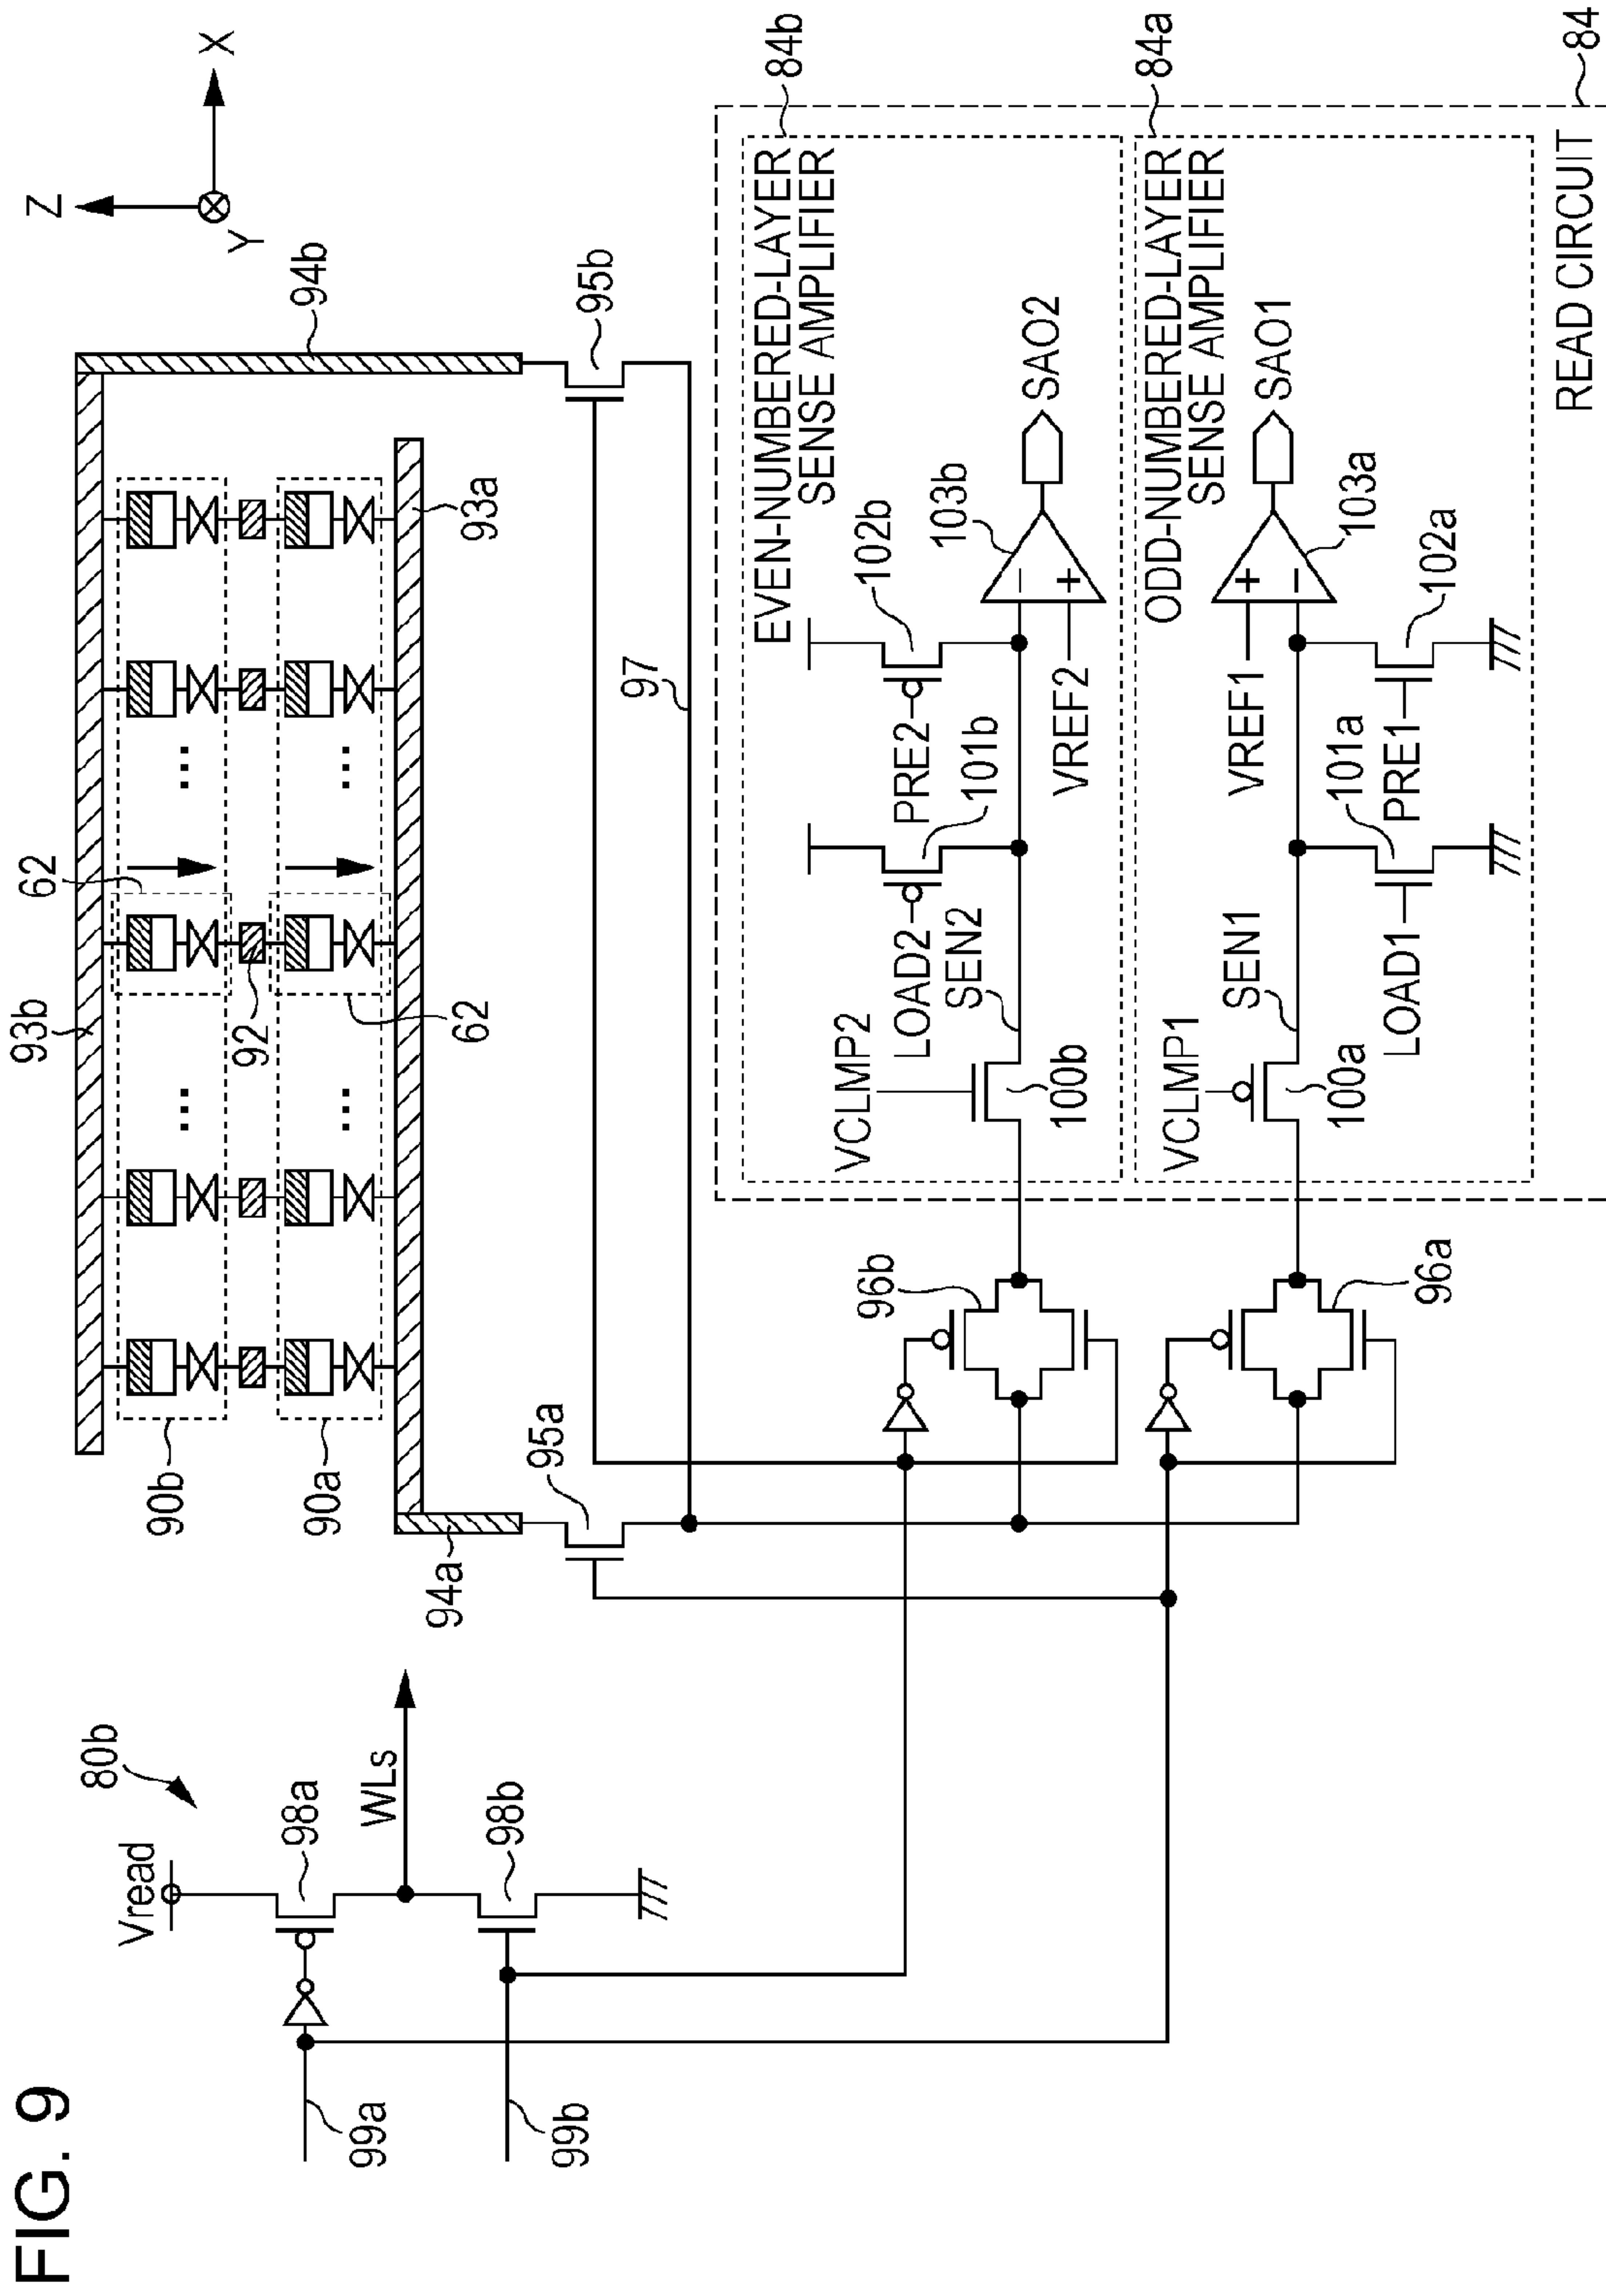 FIG. 9
80b
Vread
98a
WLs
98b
99a
99b
Z
X
Y
93b
62
94b
90b
92
90a
62
93a
94a
95a
95b
97
96b
96a
EVEN-NUMBERED-LAYER
SENSE AMPLIFIER
84b
VCLMP2
LOAD2
SEN2
PRE2
101b
102b
103b
VREF2
SAO2
100b
ODD-NUMBERED-LAYER
SENSE AMPLIFIER
84a
VCLMP1
SEN1
VREF1
SAO1
103a
100a
LOAD1
101a
PRE1
102a
READ CIRCUIT
84